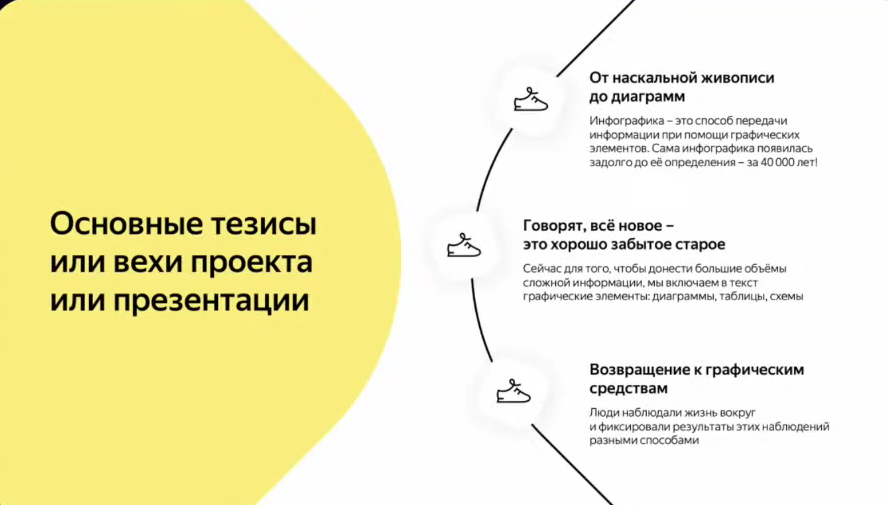 Основные тезисы
или вехи проекта
или презентации
От наскальной живописи
до диаграмм
Инфографика – это способ передачи
информации при помощи графических
элементов. Сама инфографика появилась
задолго до её определения – за 40 000 лет!
Говорят, всё новое –
это хорошо забытое старое
Сейчас для того, чтобы донести большие объёмы
сложной информации, мы включаем в текст
графические элементы: диаграммы, таблицы, схемы
Возвращение к графическим
средствам
Люди наблюдали жизнь вокруг
и фиксировали результаты этих наблюдений
разными способами